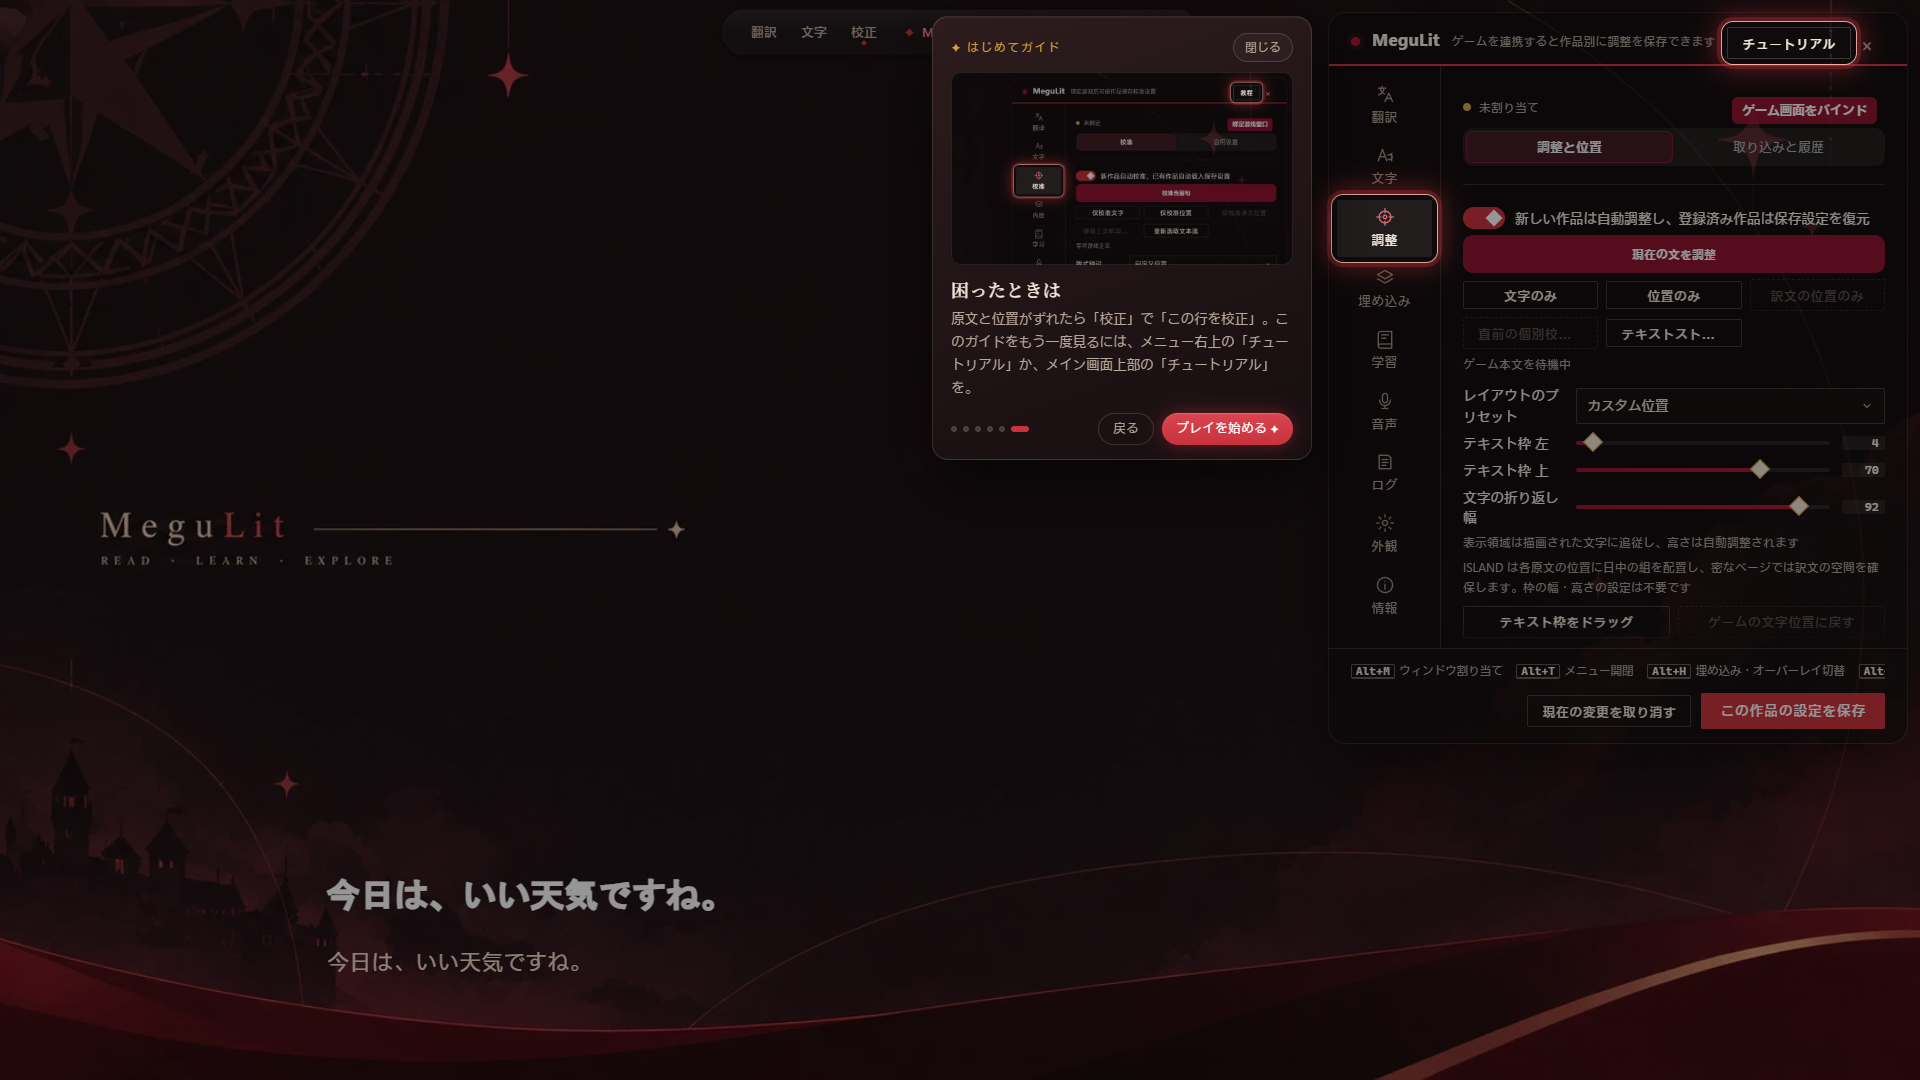 翻訳 文字 校正 M
✦ はじめてガイド
閉じる
MeguLit
翻译
文字
校准
学习
困ったときは
原文と位置がずれたら「校正」で「この行を校正」。こ
のガイドをもう一度見るには、メニュー右上の「チュー
トリアル」か、メイン画面上部の「チュートリアル」
を。
戻る
プレイを始める ✦
MeguLit
READ · LEARN · EXPLORE
今日は、いい天気ですね。
今日は、いい天気ですね。
MeguLit ゲームを連携すると作品別に調整を保存できます
チュートリアル
×
翻訳
文字
調整
埋め込み
学習
音声
ログ
外観
情報
未割り当て
ゲーム画面をバインド
調整と位置
取り込みと履歴
新しい作品は自動調整し、登録済み作品は保存設定を復元
現在の文を調整
文字のみ
位置のみ
訳文の位置のみ
直前の個別校...
テキストスト...
ゲーム本文を待機中
レイアウトのプ
リセット
カスタム位置
テキスト枠 左
4
テキスト枠 上
70
文字の折り返し
幅
92
表示領域は描画された文字に追従し、高さは自動調整されます
ISLAND は各原文の位置に日中の組を配置し、密なページでは訳文の空間を確
保します。枠の幅・高さの設定は不要です
テキスト枠をドラッグ
ゲームの文字位置に戻す
Alt+M ウィンドウ割り当て Alt+T メニュー開閉 Alt+H 埋め込み・オーバーレイ切替 Alt
現在の変更を取り消す
この作品の設定を保存